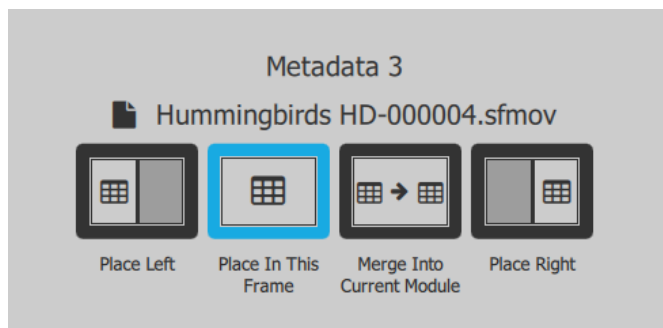 Metadata 3
Hummingbirds HD-000004.sfmov
Place Left
Place In This
Frame
Merge Into
Current Module
Place Right